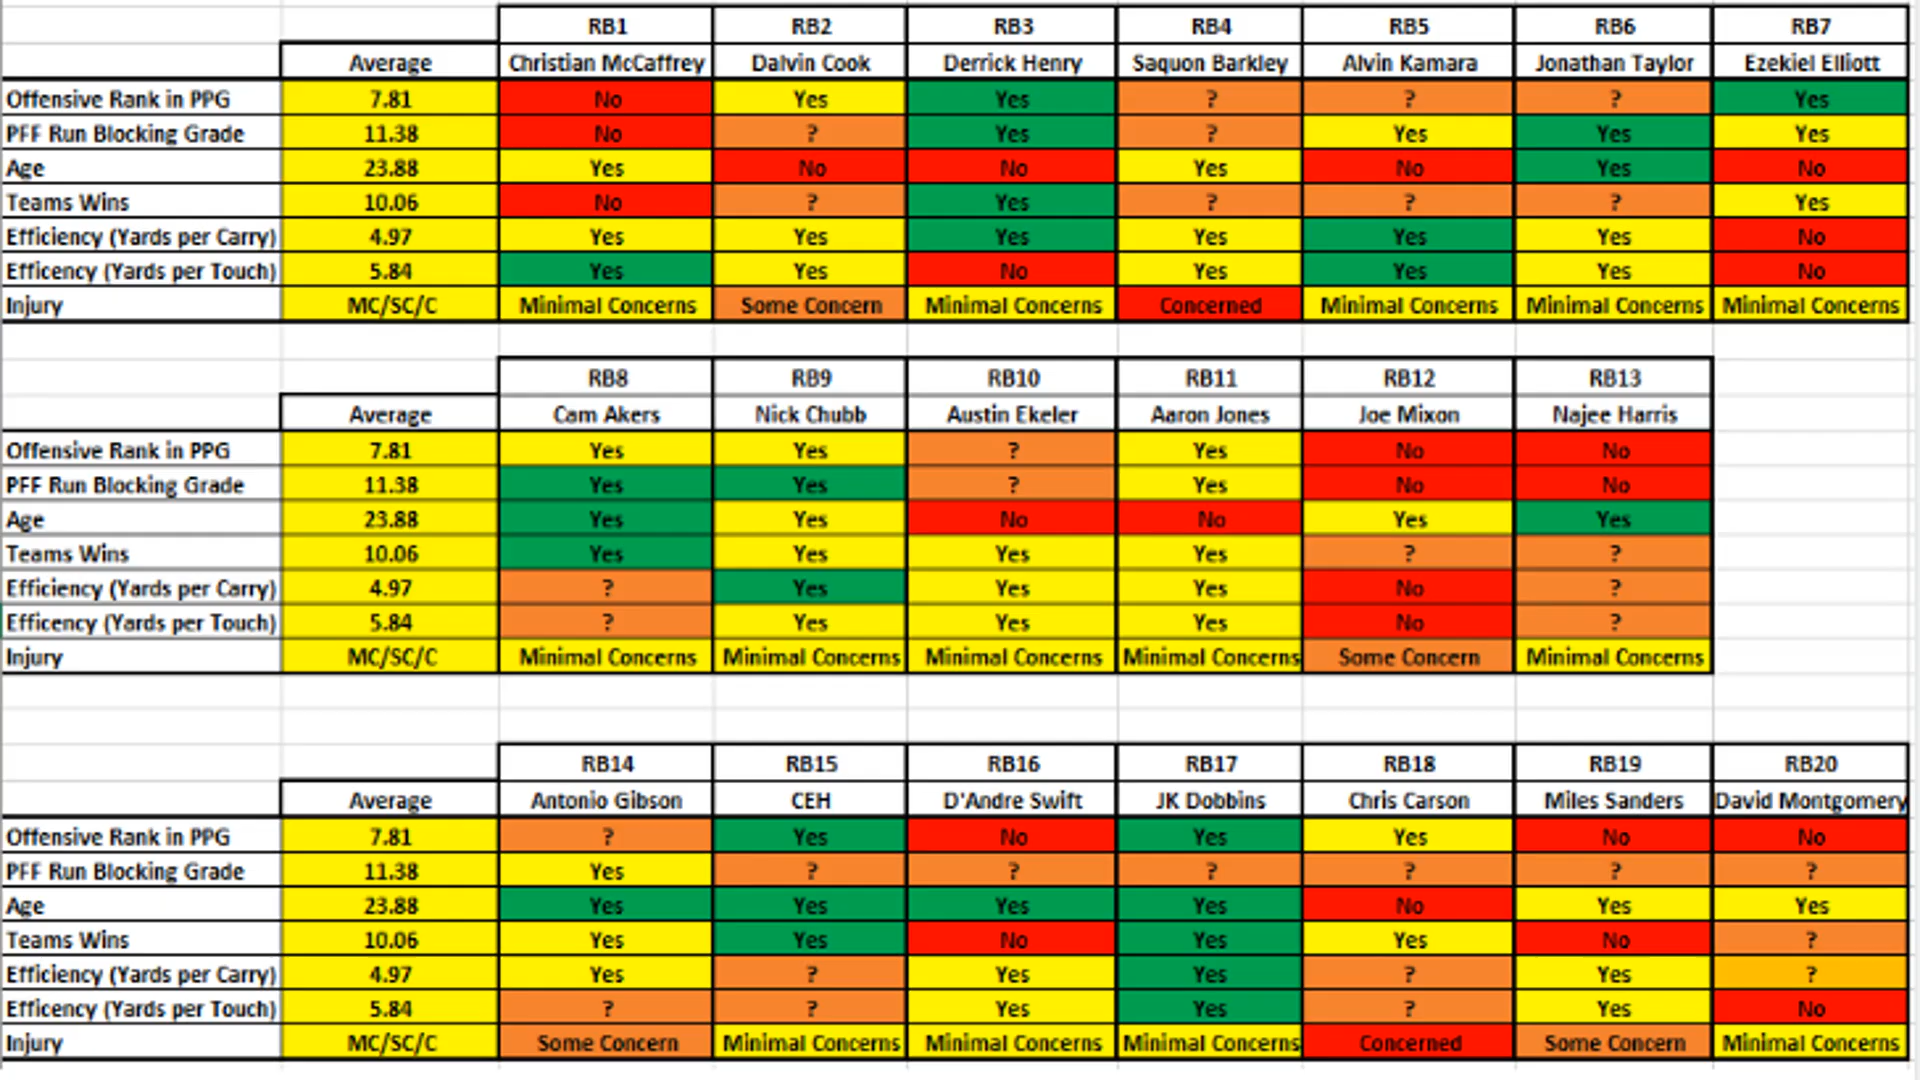 RB1 RB2 RB3 RB4 RB5 RB6 RB7
Average Christian McCaffrey Dalvin Cook Derrick Henry Saquon Barkley Alvin Kamara Jonathan Taylor Ezekiel Elliott
Offensive Rank in PPG 7.81 No Yes Yes ? ? ? Yes
PFF Run Blocking Grade 11.38 No ? Yes ? Yes Yes Yes
Age 23.88 Yes No No Yes No Yes No
Teams Wins 10.06 No ? Yes ? ? ? Yes
Efficiency (Yards per Carry) 4.97 Yes Yes Yes Yes Yes Yes No
Efficency (Yards per Touch) 5.84 Yes Yes No Yes Yes Yes No
Injury MC/SC/C Minimal Concerns Some Concern Minimal Concerns Concerned Minimal Concerns Minimal Concerns Minimal Concerns
RB8 RB9 RB10 RB11 RB12 RB13
Average Cam Akers Nick Chubb Austin Ekeler Aaron Jones Joe Mixon Najee Harris
Offensive Rank in PPG 7.81 Yes Yes ? Yes No No
PFF Run Blocking Grade 11.38 Yes Yes ? Yes No No
Age 23.88 Yes Yes No No Yes Yes
Teams Wins 10.06 Yes Yes Yes Yes ? ?
Efficiency (Yards per Carry) 4.97 ? Yes Yes Yes No ?
Efficency (Yards per Touch) 5.84 ? Yes Yes Yes No ?
Injury MC/SC/C Minimal Concerns Minimal Concerns Minimal Concerns Minimal Concerns Some Concern Minimal Concerns
RB14 RB15 RB16 RB17 RB18 RB19 RB20
Average Antonio Gibson CEH D'Andre Swift JK Dobbins Chris Carson Miles Sanders David Montgomery
Offensive Rank in PPG 7.81 ? Yes No Yes Yes No No
PFF Run Blocking Grade 11.38 Yes ? ? ? ? ? ?
Age 23.88 Yes Yes Yes Yes No Yes Yes
Teams Wins 10.06 Yes Yes No Yes Yes No ?
Efficiency (Yards per Carry) 4.97 Yes ? Yes Yes ? Yes ?
Efficency (Yards per Touch) 5.84 ? ? Yes Yes ? Yes No
Injury MC/SC/C Some Concern Minimal Concerns Minimal Concerns Minimal Concerns Concerned Some Concern Minimal Concerns